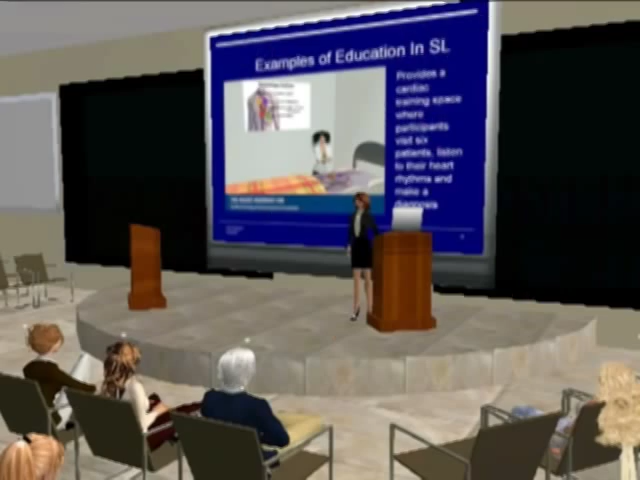 Examples of Education In SL
Provides a
cardiac
training space
where
participants
visit six
patients, listen
to their heart
rhythms and
make a
diagnosis